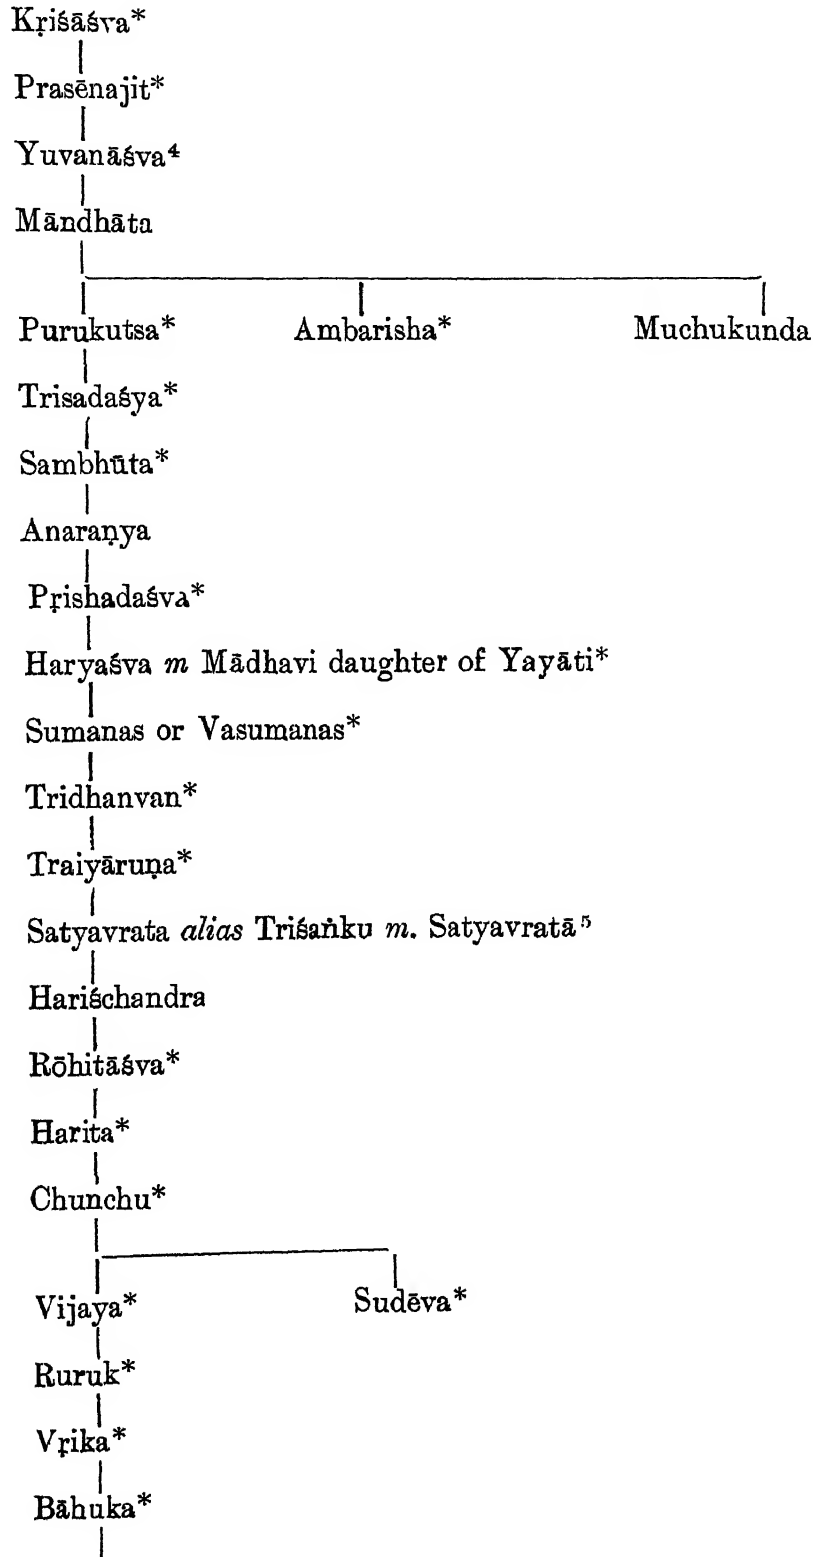 Kṛiśāśva*
Prasēnajit*
Yuvanāśva⁴
Māndhāta
Purukutsa* Ambarisha* Muchukunda
Trisadaśya*
Sambhūta*
Anaraṇya
Pṛishadaśva*
Haryaśva m Mādhavi daughter of Yayāti*
Sumanas or Vasumanas*
Tridhanvan*
Traiyāruṇa*
Satyavrata alias Triśaṅku m. Satyavratā⁵
Hariśchandra
Rōhitāśva*
Harita*
Chunchu*
Vijaya* Sudēva*
Ruruk*
Vṛika*
Bāhuka*